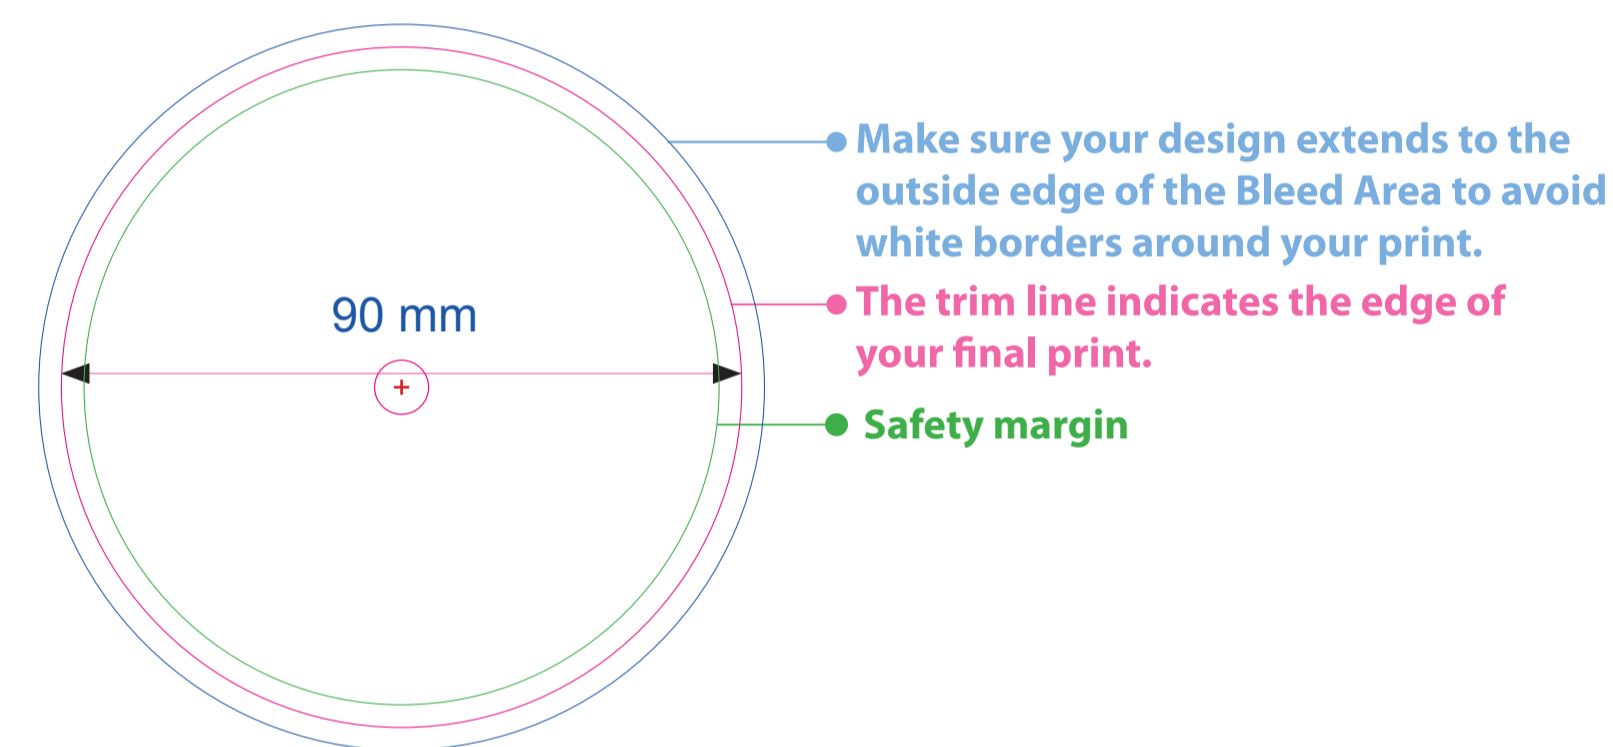 Make sure your design extends to the
outside edge of the Bleed Area to avoid
white borders around your print.
90 mm
The trim line indicates the edge of
your final print.
Safety margin